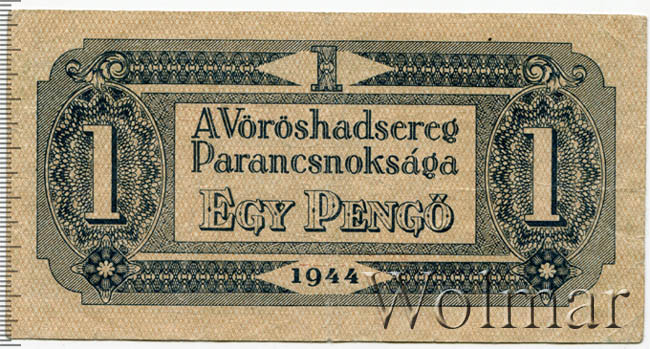 1
A Vöröshadsereg
Parancsnoksága
1 EGY PENGŐ 1
1944
Wolmar